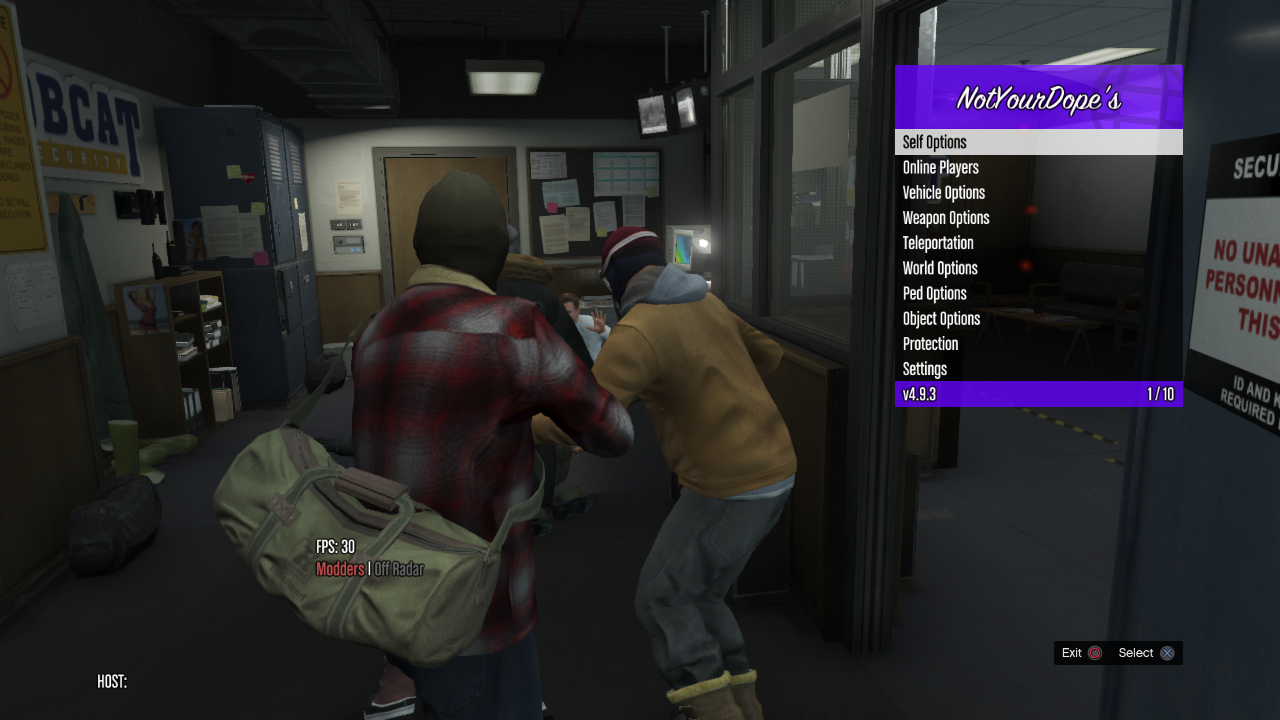 BCAT
ECURITY
NotYourDope's
Self Options
Online Players
Vehicle Options
Weapon Options
Teleportation
World Options
Ped Options
Object Options
Protection
Settings
v4.9.3 1 / 10
SECU
NO UNA
PERSONN
THIS
ID AND K
REQUIRED
FPS: 30
Modders | Off Radar
Exit Select
HOST: